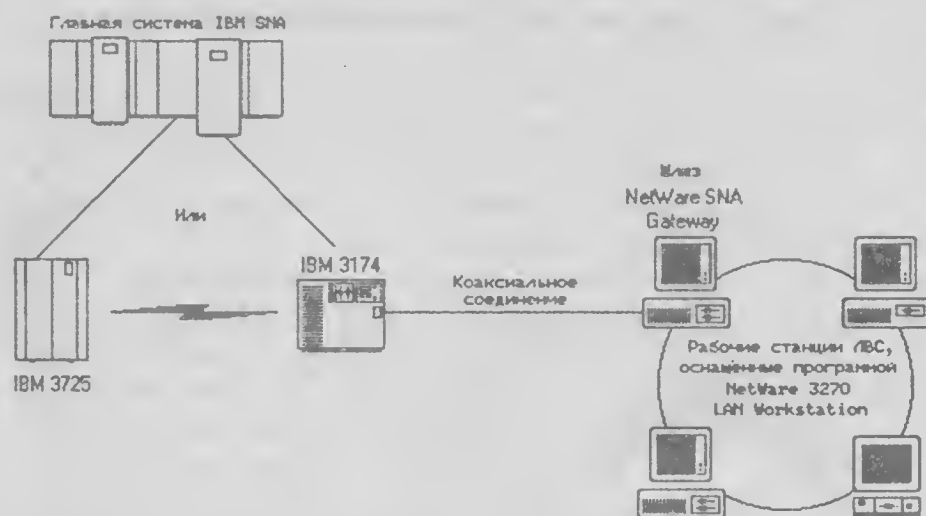 Главная система IBM SNA
Или
IBM 3725
IBM 3174
Коаксиальное
соединение
Шлюз
NetWare SNA
Gateway
Рабочие станции ЛВС,
оснащенные программой
NetWare 3270
LAN Workstation